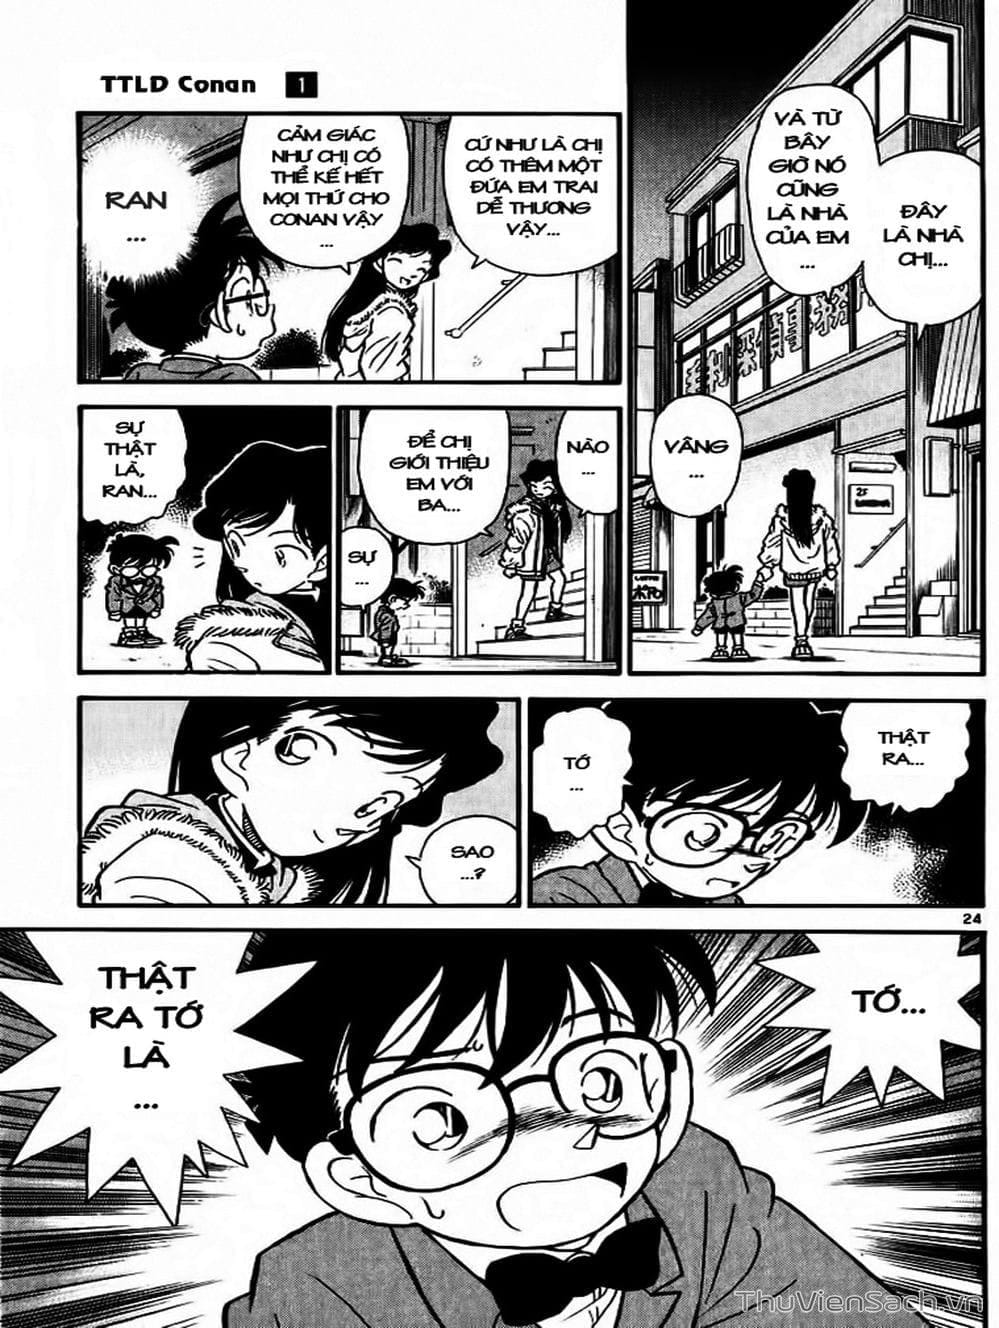 TTLD Conan 1
VÀ TỪ
BÂY
GIỜ NÓ
CŨNG
LÀ NHÀ
CỦA EM
...
ĐÂY
LÀ NHÀ
CHỊ...
VÂNG
...
CỨ NHƯ LÀ CHỊ
CÓ THÊM MỘT
ĐỨA EM TRAI
DỄ THƯƠNG
VẬY...
CẢM GIÁC
NHƯ CHỊ CÓ
THỂ KẾ HẾT
MỌI THỨ CHO
CONAN VẬY
...
RAN
...
NÀO
...
ĐỂ CHỊ
GIỚI THIỆU
EM VỚI
BA...
SỰ
...
SỰ
THẬT
LÀ,
RAN...
THẬT
RA...
TỚ
...
SAO
...?
24
TỚ...
THẬT
RA TỚ
LÀ
...
ThuVienSach.vn